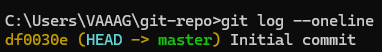 C:\Users\VAAAG\git-repo>git log --oneline
df0030e (HEAD -> master) Initial commit